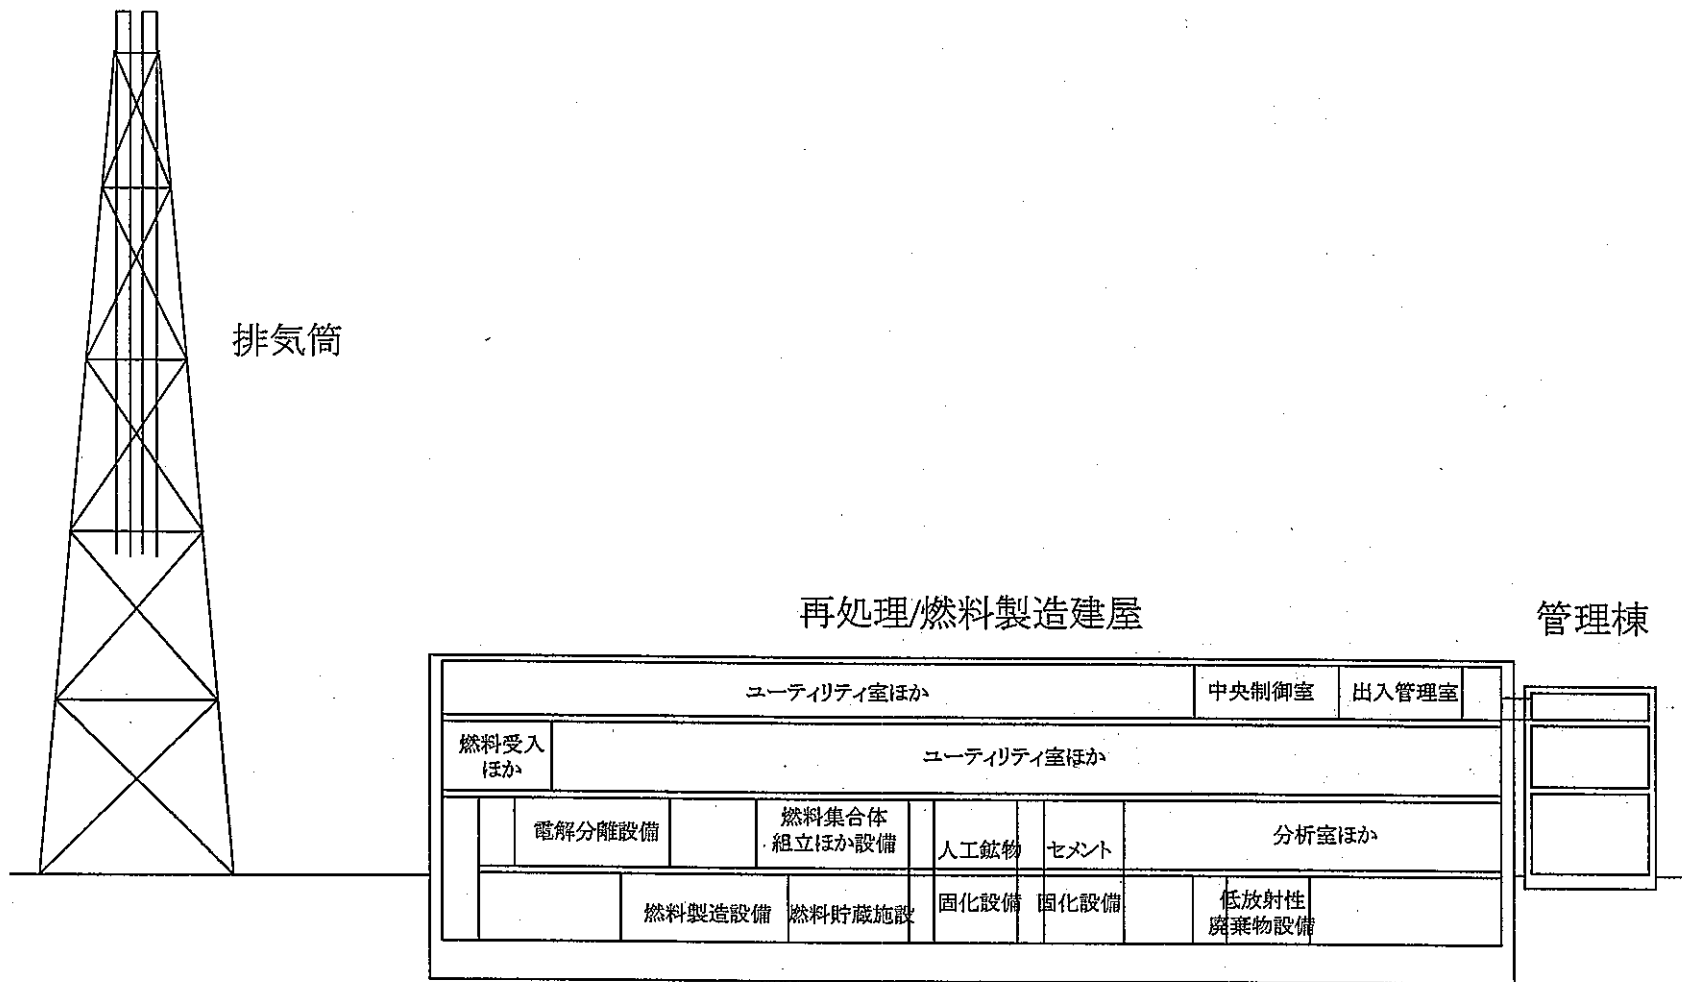 排気筒
再処理/燃料製造建屋
管理棟
ユーティリティ室ほか
中央制御室
出入管理室
燃料受入
ほか
ユーティリティ室ほか
電解分離設備
燃料集合体
組立ほか設備
人工鉱物
固化設備
セメント
固化設備
分析室ほか
燃料製造設備
燃料貯蔵施設
低放射性
廃棄物設備